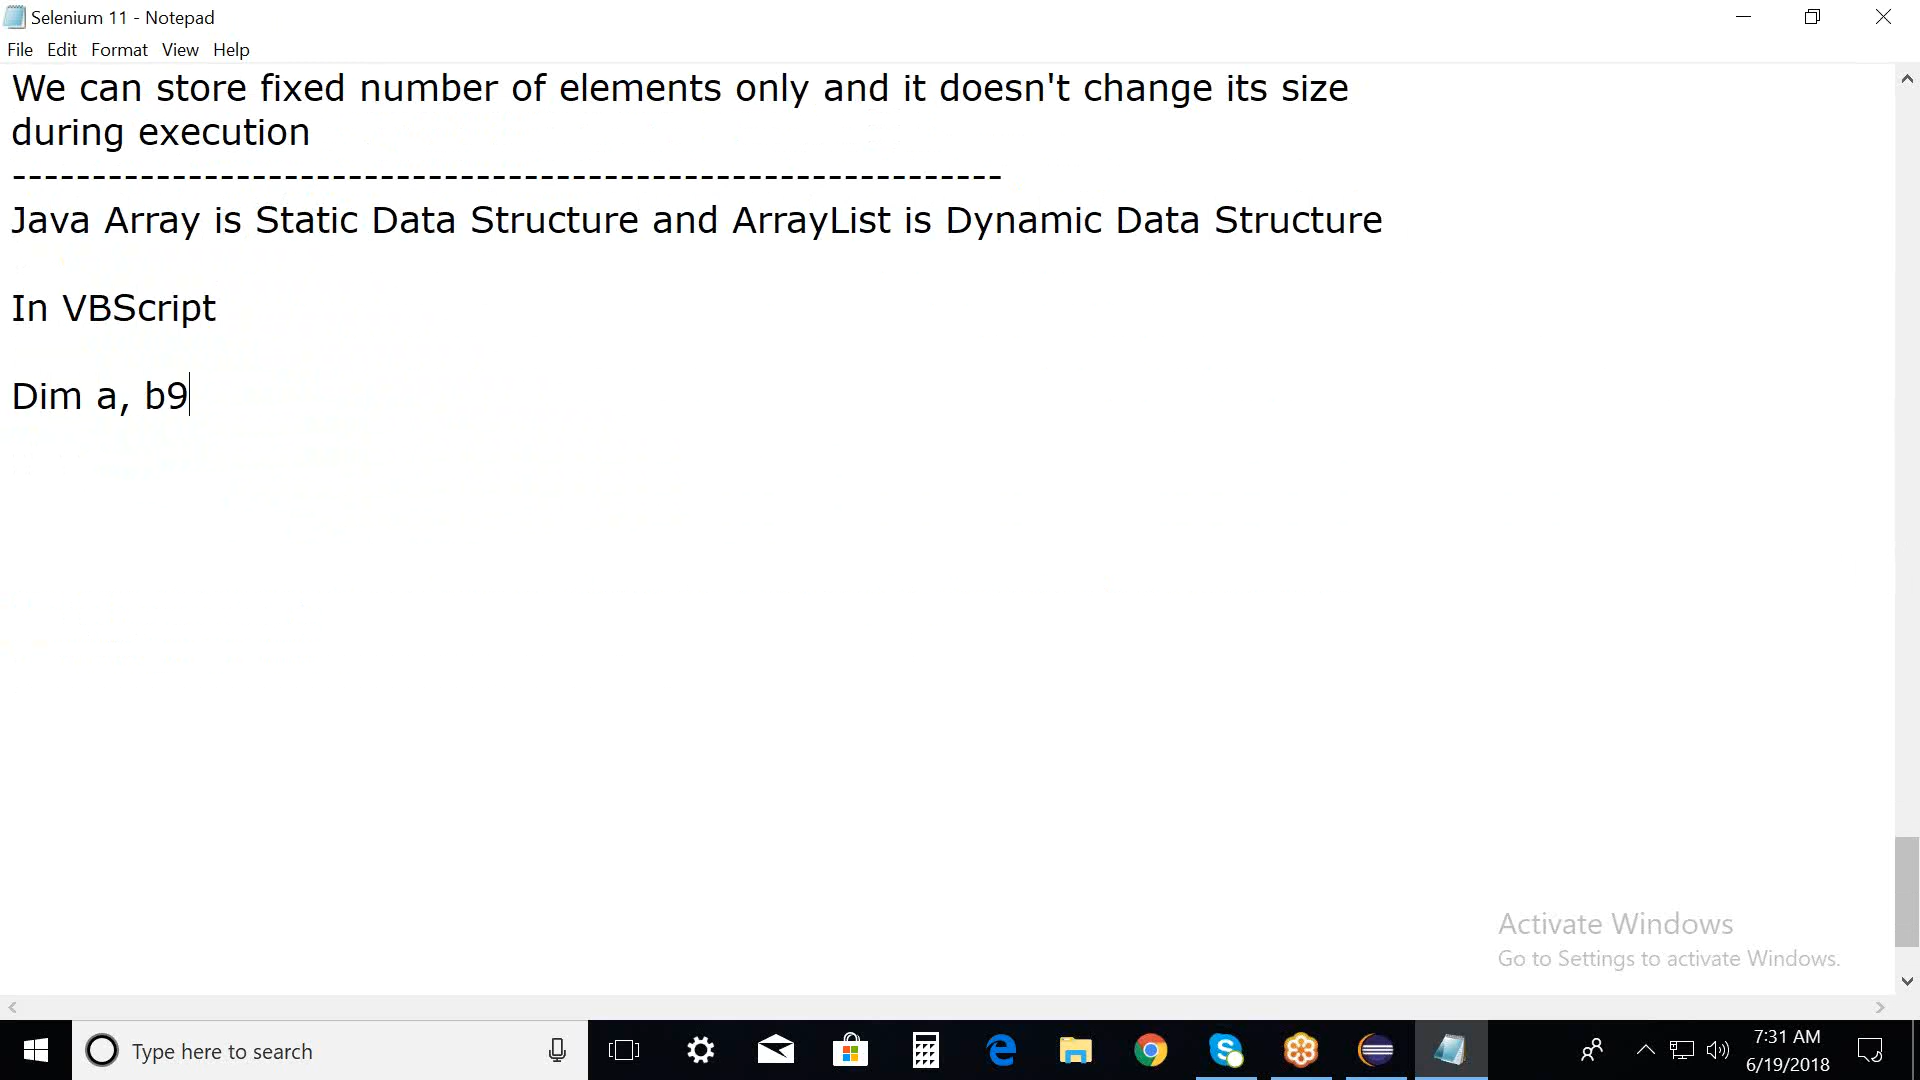 Selenium 11 - Notepad
File Edit Format View Help
We can store fixed number of elements only and it doesn't change its size
during execution
--------------------------------------------------------------
Java Array is Static Data Structure and ArrayList is Dynamic Data Structure
In VBScript
Dim a, b9
Activate Windows
Go to Settings to activate Windows.
Type here to search
7:31 AM
6/19/2018